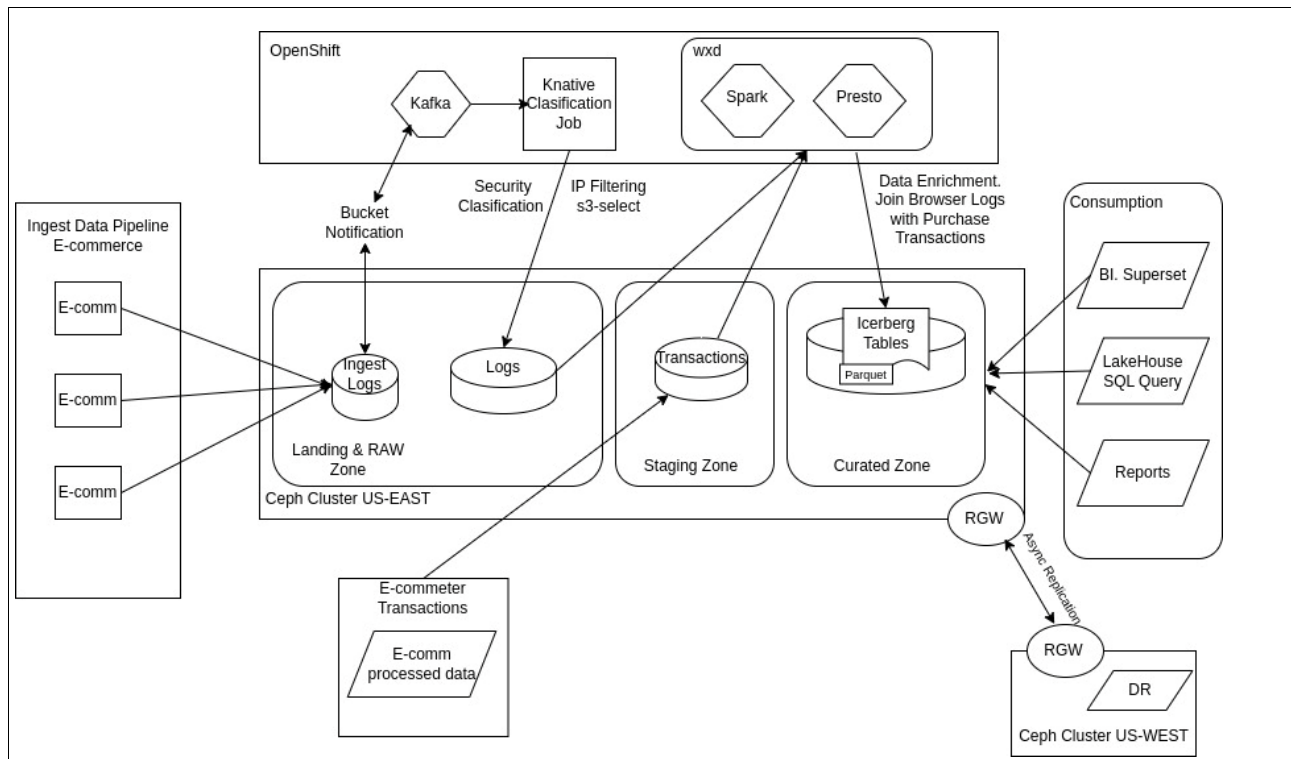 OpenShift
Kafka
Knative
Clasification
Job
wxd
Spark
Presto
Security
Clasification
IP Filtering
s3-select
Data Enrichment.
Join Browser Logs
with Purchase
Transactions
Bucket
Notification
Ingest Data Pipeline
E-commerce
E-comm
E-comm
E-comm
Ingest
Logs
Logs
Landing & RAW
Zone
Transactions
Staging Zone
Icerberg
Tables
Parquet
Curated Zone
Ceph Cluster US-EAST
Consumption
BI. Superset
LakeHouse
SQL Query
Reports
RGW
Async Replication
RGW
DR
Ceph Cluster US-WEST
E-commeter
Transactions
E-comm
processed data